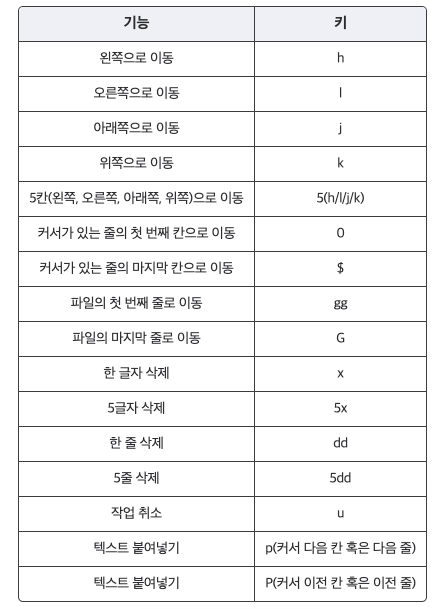 기능 키
왼쪽으로 이동 h
오른쪽으로 이동 l
아래쪽으로 이동 j
위쪽으로 이동 k
5칸(왼쪽, 오른쪽, 아래쪽, 위쪽)으로 이동 5(h/l/j/k)
커서가 있는 줄의 첫 번째 칸으로 이동 0
커서가 있는 줄의 마지막 칸으로 이동 $
파일의 첫 번째 줄로 이동 gg
파일의 마지막 줄로 이동 G
한 글자 삭제 x
5글자 삭제 5x
한 줄 삭제 dd
5줄 삭제 5dd
작업 취소 u
텍스트 붙여넣기 p(커서 다음 칸 혹은 다음 줄)
텍스트 붙여넣기 P(커서 이전 칸 혹은 이전 줄)